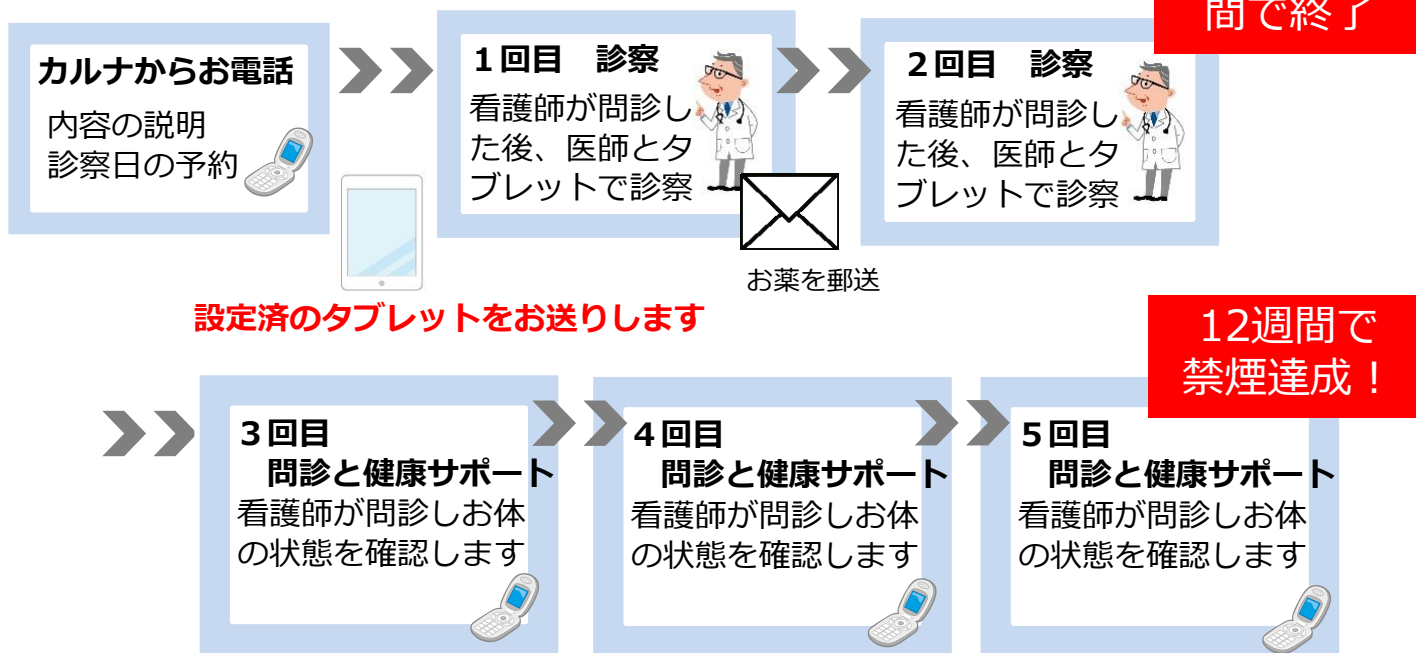 間で終了
カルナからお電話
内容の説明
診察日の予約
１回目　診察
看護師が問診し
た後、医師とタ
ブレットで診察
２回目　診察
看護師が問診し
た後、医師とタ
ブレットで診察
お薬を郵送
設定済のタブレットをお送りします
12週間で
禁煙達成！
３回目
問診と健康サポート
看護師が問診しお体
の状態を確認します
４回目
問診と健康サポート
看護師が問診しお体
の状態を確認します
５回目
問診と健康サポート
看護師が問診しお体
の状態を確認します